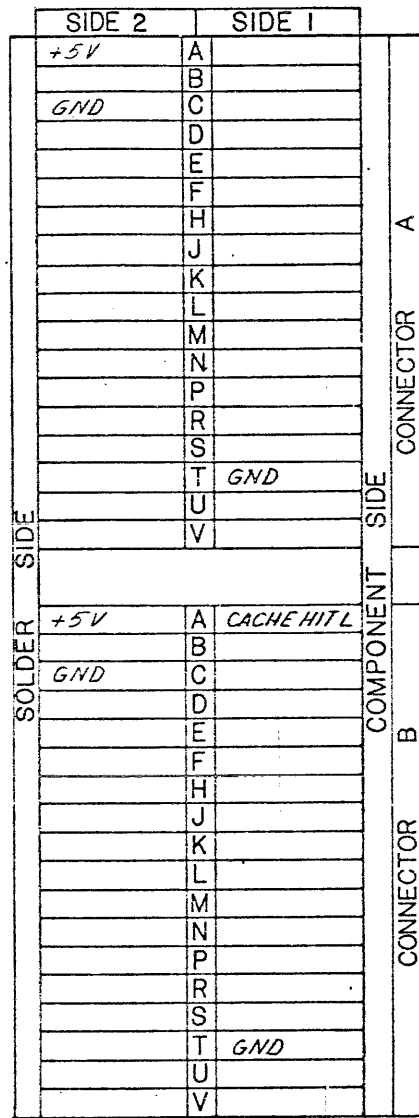 SIDE 2 SIDE 1
+5V A
B
GND C
D
E
F
H
J
K
L
M
N
P
R
S
T GND
U
V
CONNECTOR A
+5V A CACHE HIT L
B
GND C
D
E
F
H
J
K
L
M
N
P
R
S
T GND
U
V
CONNECTOR B
SOLDER SIDE
COMPONENT SIDE